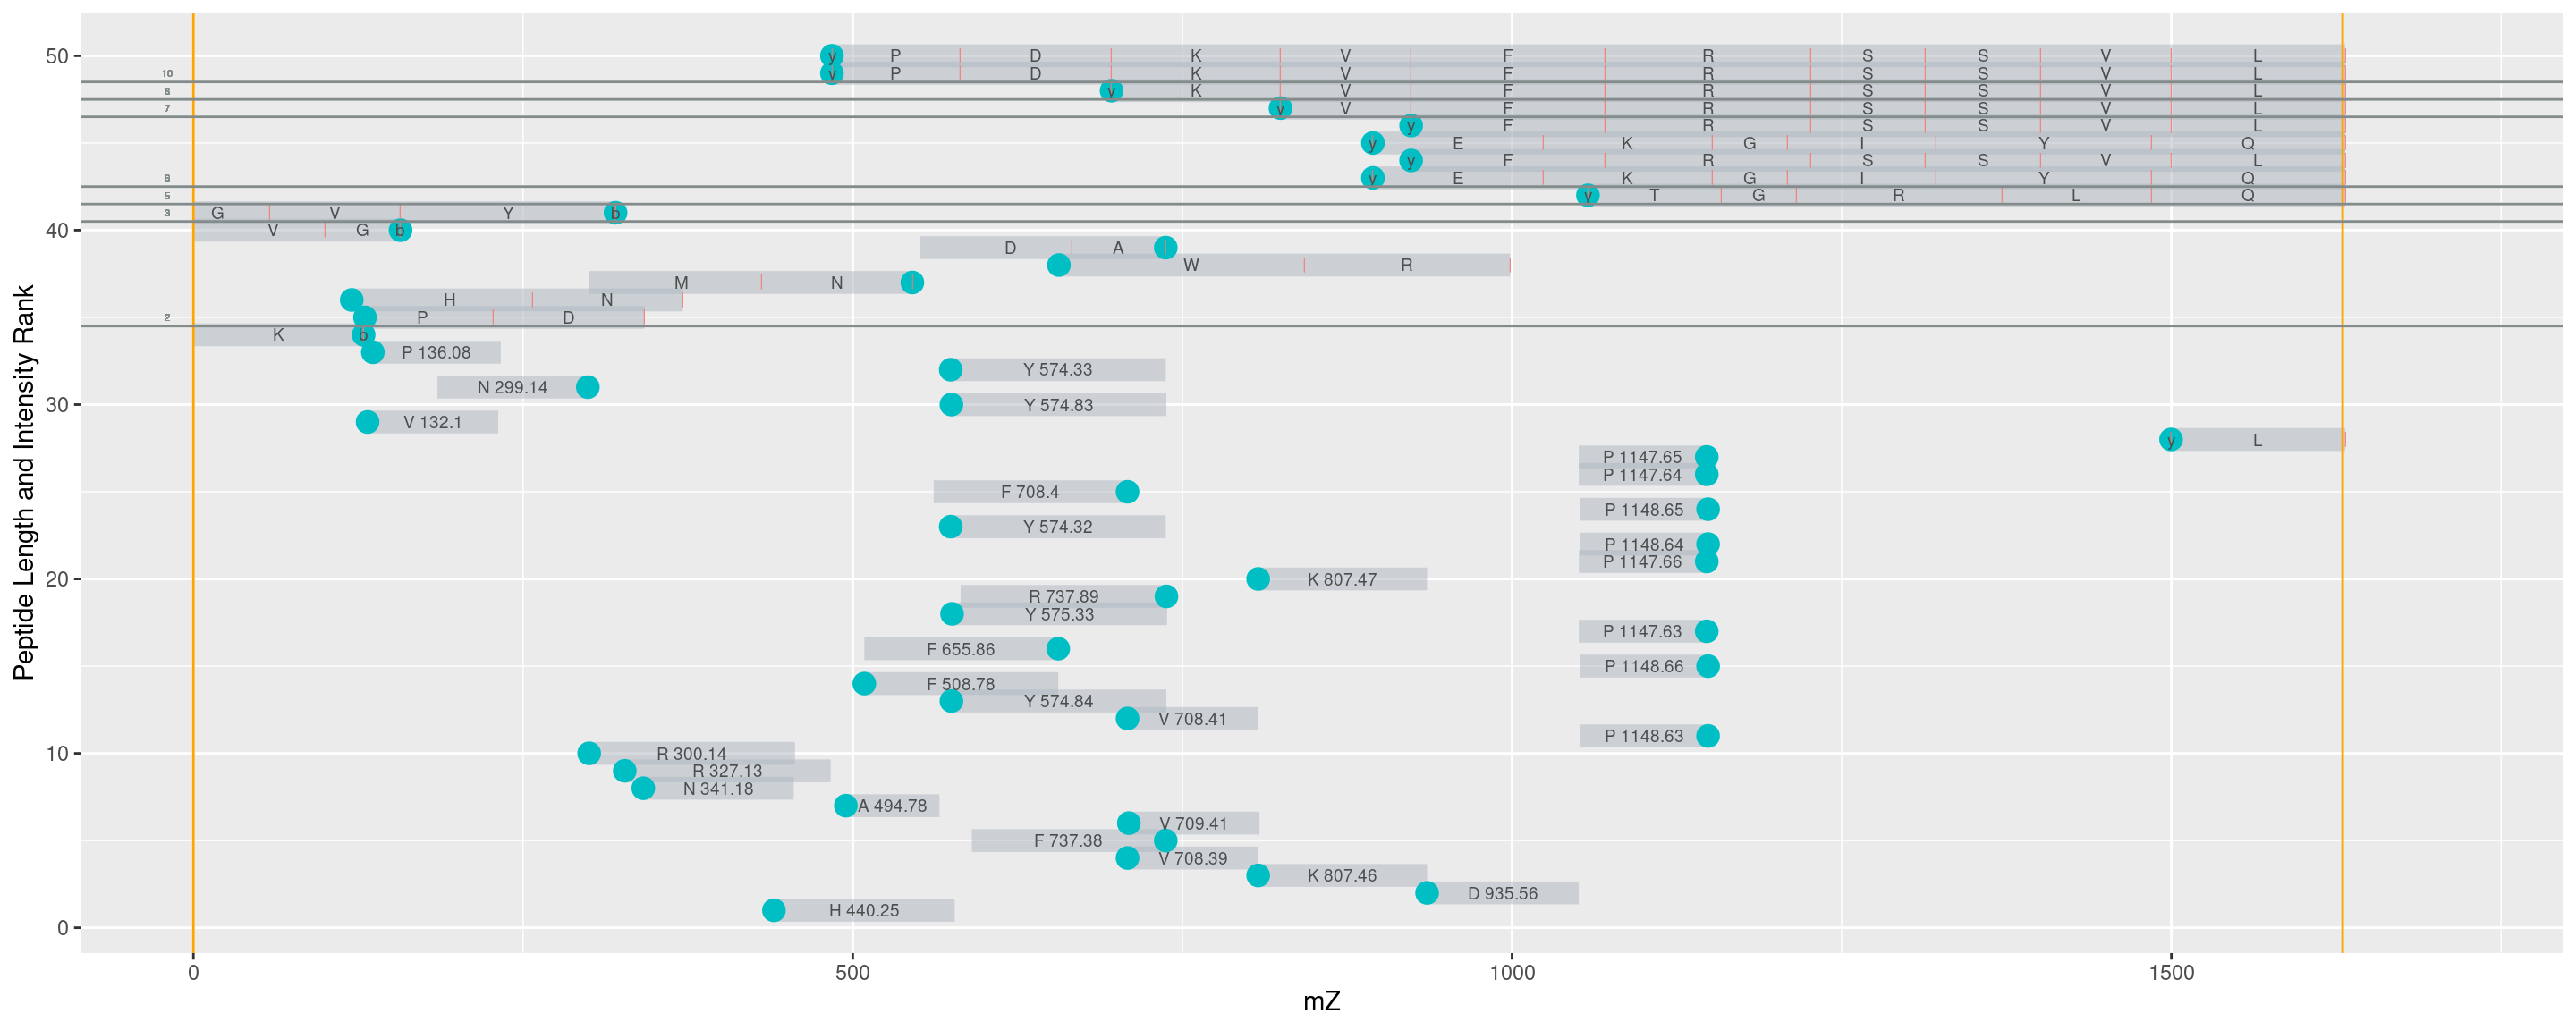 50
y P D K V F R S S V L
10
y P D K V F R S S V L
8
y K V F R S S V L
7
y V F R S S V L
y F R S S V L
y E K G I Y Q
y F R S S V L
6
y E K G I Y Q
5
y T G R L Q
3
G V Y b
40
V G b
D A
W R
M N
H N
2
P D
K b
P 136.08
Y 574.33
N 299.14
30
Y 574.83
V 132.1
y L
P 1147.65
P 1147.64
F 708.4
P 1148.65
Y 574.32
P 1148.64
P 1147.66
20
K 807.47
R 737.89
Y 575.33
P 1147.63
F 655.86
P 1148.66
F 508.78
Y 574.84
V 708.41
P 1148.63
10
R 300.14
R 327.13
N 341.18
A 494.78
V 709.41
F 737.38
V 708.39
K 807.46
D 935.56
H 440.25
0
0 500 1000 1500
mZ
Peptide Length and Intensity Rank